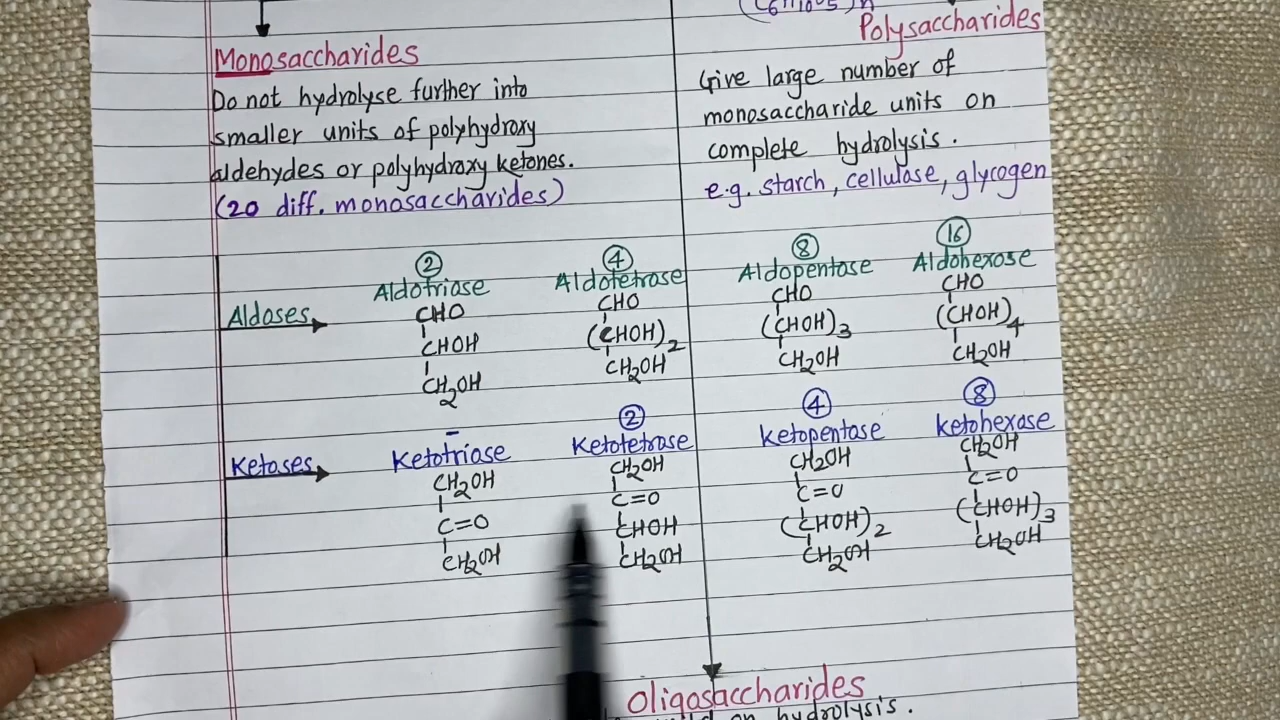 (C6H10O5)n
Monosaccharides
Do not hydrolyse further into
smaller units of polyhydroxy
aldehydes or polyhydroxy ketones.
(20 diff. monosaccharides)
Polysaccharides
Give large number of
monosaccharide units on
complete hydrolysis.
e.g. starch, cellulose, glycogen
Aldoses
②
Aldotriose
CHO
CHOH
CH2OH
④
Aldotetrose
CHO
(CHOH)2
CH2OH
⑧
Aldopentose
CHO
(CHOH)3
CH2OH
⑯
Aldohexose
CHO
(CHOH)4
CH2OH
Ketoses
–
Ketotriose
CH2OH
C=O
CH2OH
②
Ketotetrose
CH2OH
C=O
CHOH
CH2OH
④
Ketopentose
CH2OH
C=O
(CHOH)2
CH2OH
⑧
ketohexose
CH2OH
C=O
(CHOH)3
CH2OH
Oligosaccharides
on hydrolysis.